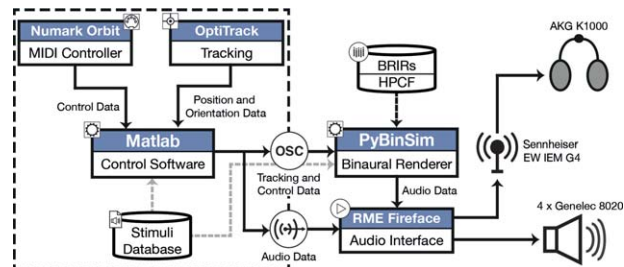 Numark Orbit
MIDI Controller
OptiTrack
Tracking
AKG K1000
BRIRs
HPCF
Control Data
Position and
Orientation Data
Matlab
Control Software
OSC
Tracking and
Control Data
PyBinSim
Binaural Renderer
Sennheiser
EW IEM G4
Audio Data
Stimuli
Database
Audio Data
RME Fireface
Audio Interface
4 x Genelec 8020